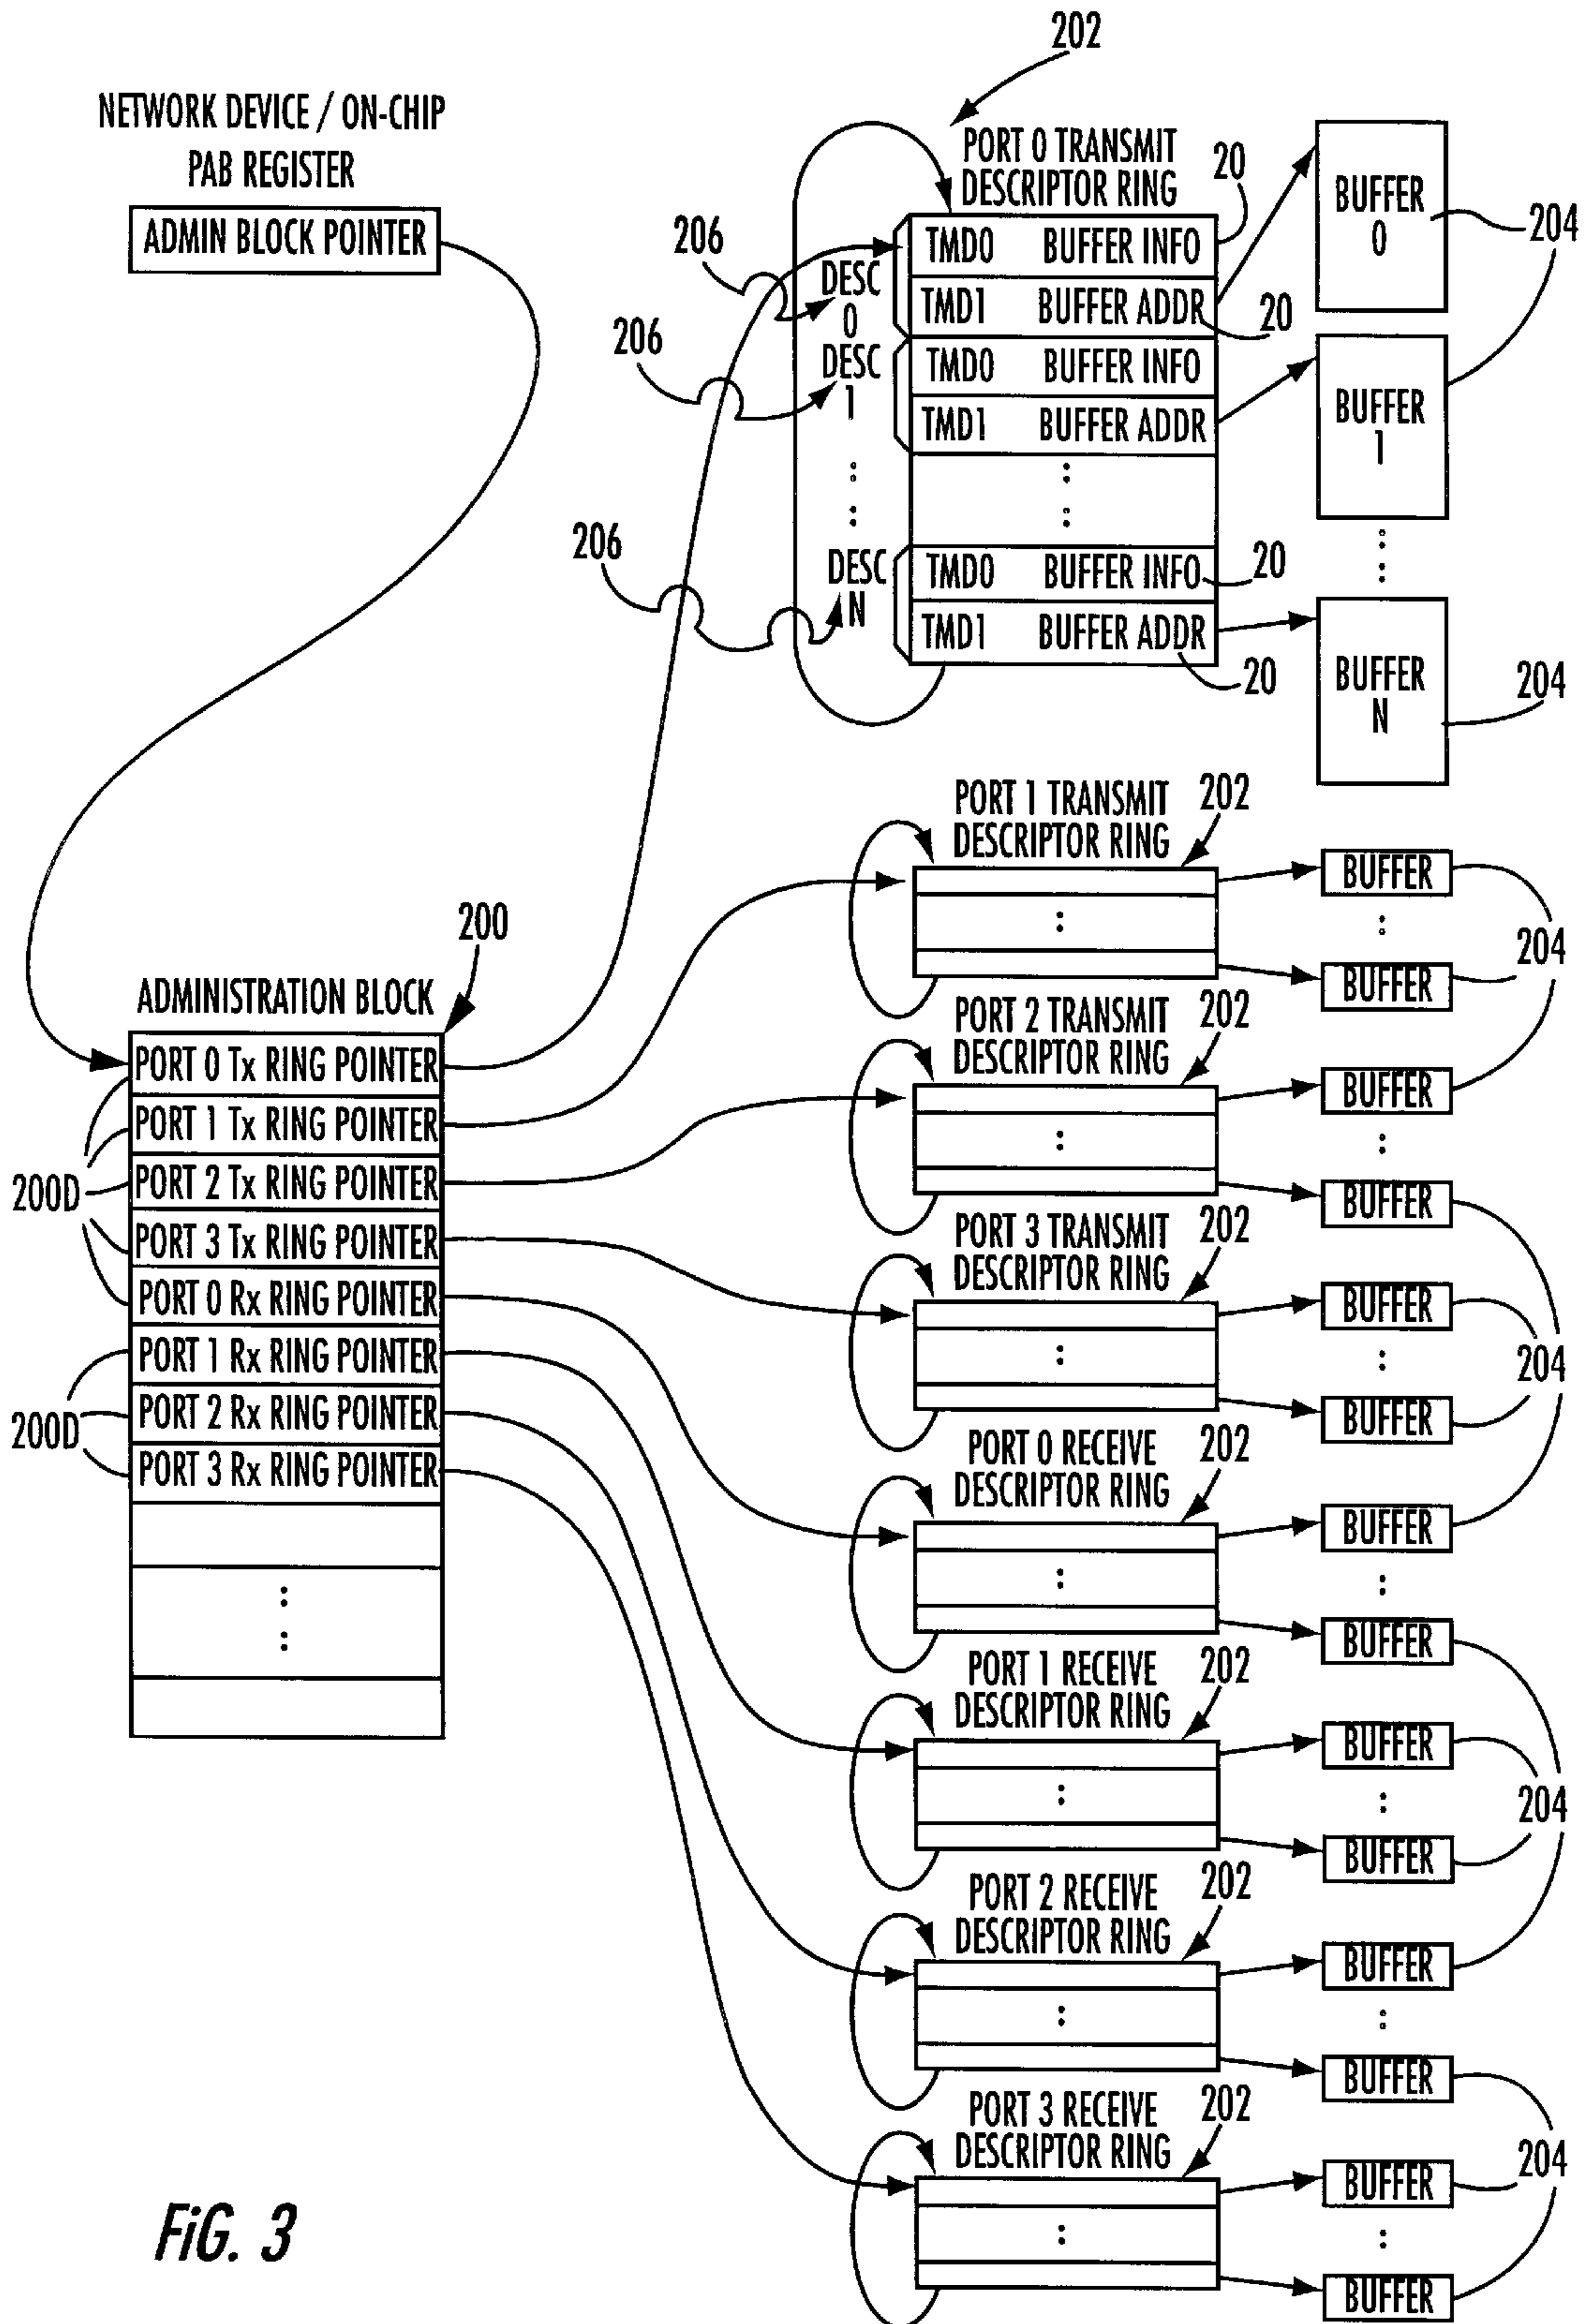 202
NETWORK DEVICE / ON-CHIP
PAB REGISTER
ADMIN BLOCK POINTER
PORT 0 TRANSMIT
DESCRIPTOR RING
20
206
DESC
0
TMD0 BUFFER INFO
TMD1 BUFFER ADDR
20
BUFFER
0
204
206
DESC
1
TMD0 BUFFER INFO
TMD1 BUFFER ADDR
BUFFER
1
206
DESC
N
TMD0 BUFFER INFO
20
TMD1 BUFFER ADDR
20
BUFFER
N
204
PORT 1 TRANSMIT
DESCRIPTOR RING
202
BUFFER
BUFFER
204
200
ADMINISTRATION BLOCK
PORT 0 Tx RING POINTER
PORT 1 Tx RING POINTER
PORT 2 Tx RING POINTER
PORT 3 Tx RING POINTER
PORT 0 Rx RING POINTER
PORT 1 Rx RING POINTER
PORT 2 Rx RING POINTER
PORT 3 Rx RING POINTER
200D
200D
PORT 2 TRANSMIT
DESCRIPTOR RING
202
BUFFER
BUFFER
PORT 3 TRANSMIT
DESCRIPTOR RING
202
BUFFER
BUFFER
204
PORT 0 RECEIVE
DESCRIPTOR RING
202
BUFFER
BUFFER
PORT 1 RECEIVE
DESCRIPTOR RING
202
BUFFER
BUFFER
204
PORT 2 RECEIVE
DESCRIPTOR RING
202
BUFFER
BUFFER
PORT 3 RECEIVE
DESCRIPTOR RING
202
BUFFER
BUFFER
204
FiG. 3